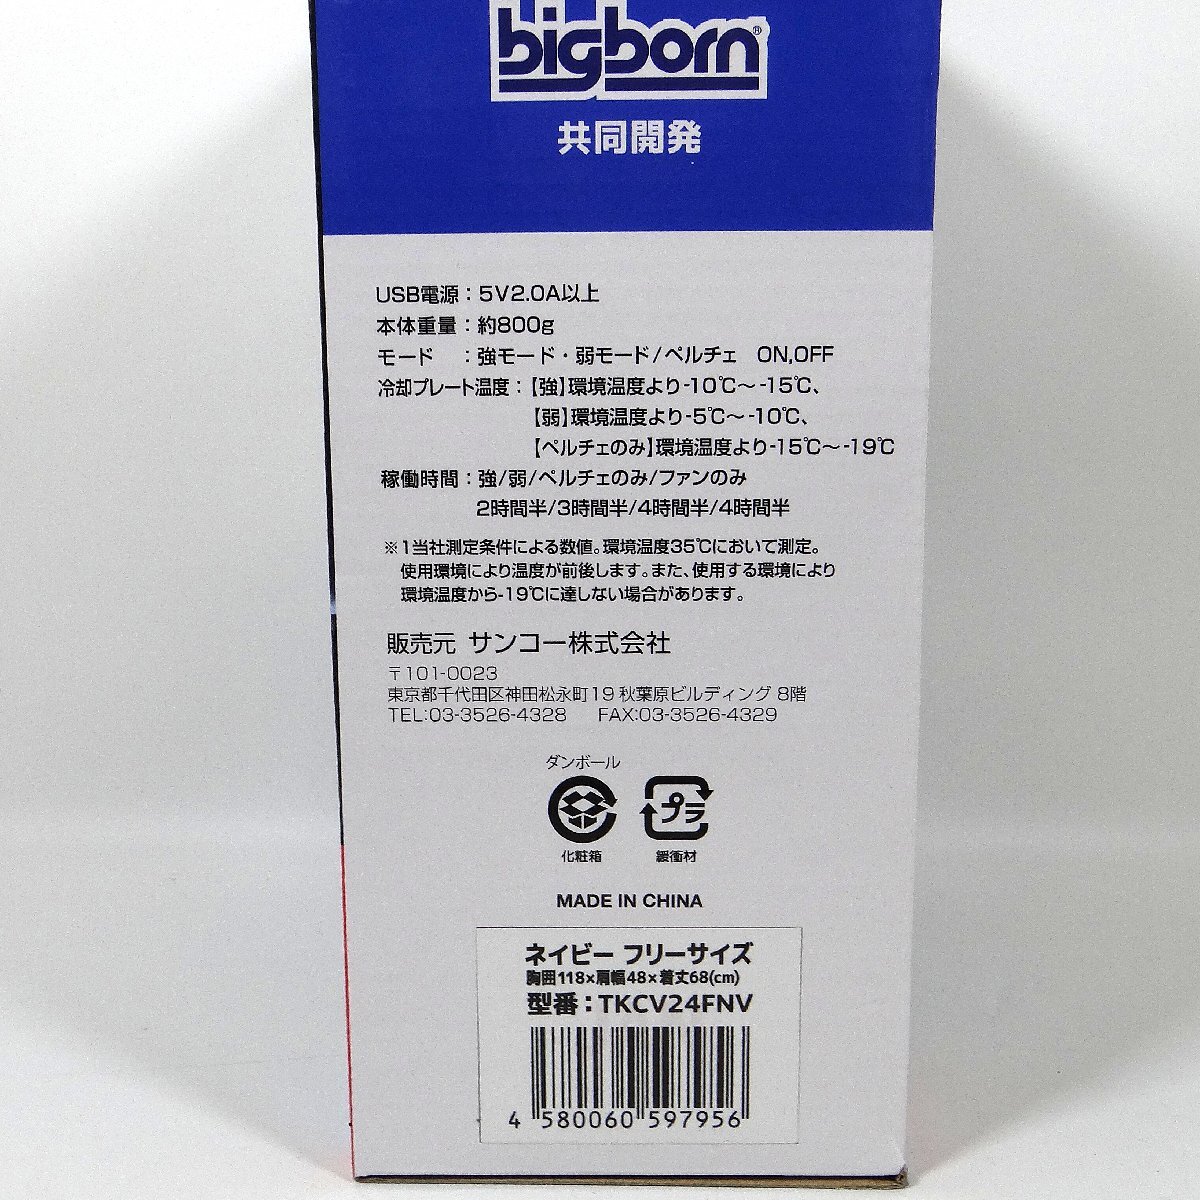 bigborn®
共同開発
USB電源：5V2.0A以上
本体重量：約800g
モード　：強モード・弱モード/ペルチェ　ON,OFF
冷却プレート温度：【強】環境温度より-10℃～-15℃、
【弱】環境温度より-5℃～-10℃、
【ペルチェのみ】環境温度より-15℃～-19℃
稼働時間：強/弱/ペルチェのみ/ファンのみ
2時間半/3時間半/4時間半/4時間半
※1当社測定条件による数値。環境温度35℃において測定。
使用環境により温度が前後します。また、使用する環境により
環境温度から-19℃に達しない場合があります。
販売元 サンコー株式会社
〒101-0023
東京都千代田区神田松永町19 秋葉原ビルディング 8階
TEL:03-3526-4328　FAX:03-3526-4329
ダンボール
プラ
化粧箱　緩衝材
MADE IN CHINA
ネイビー フリーサイズ
胸囲118×肩幅48×着丈68(cm)
型番：TKCV24FNV
4 580060 597956